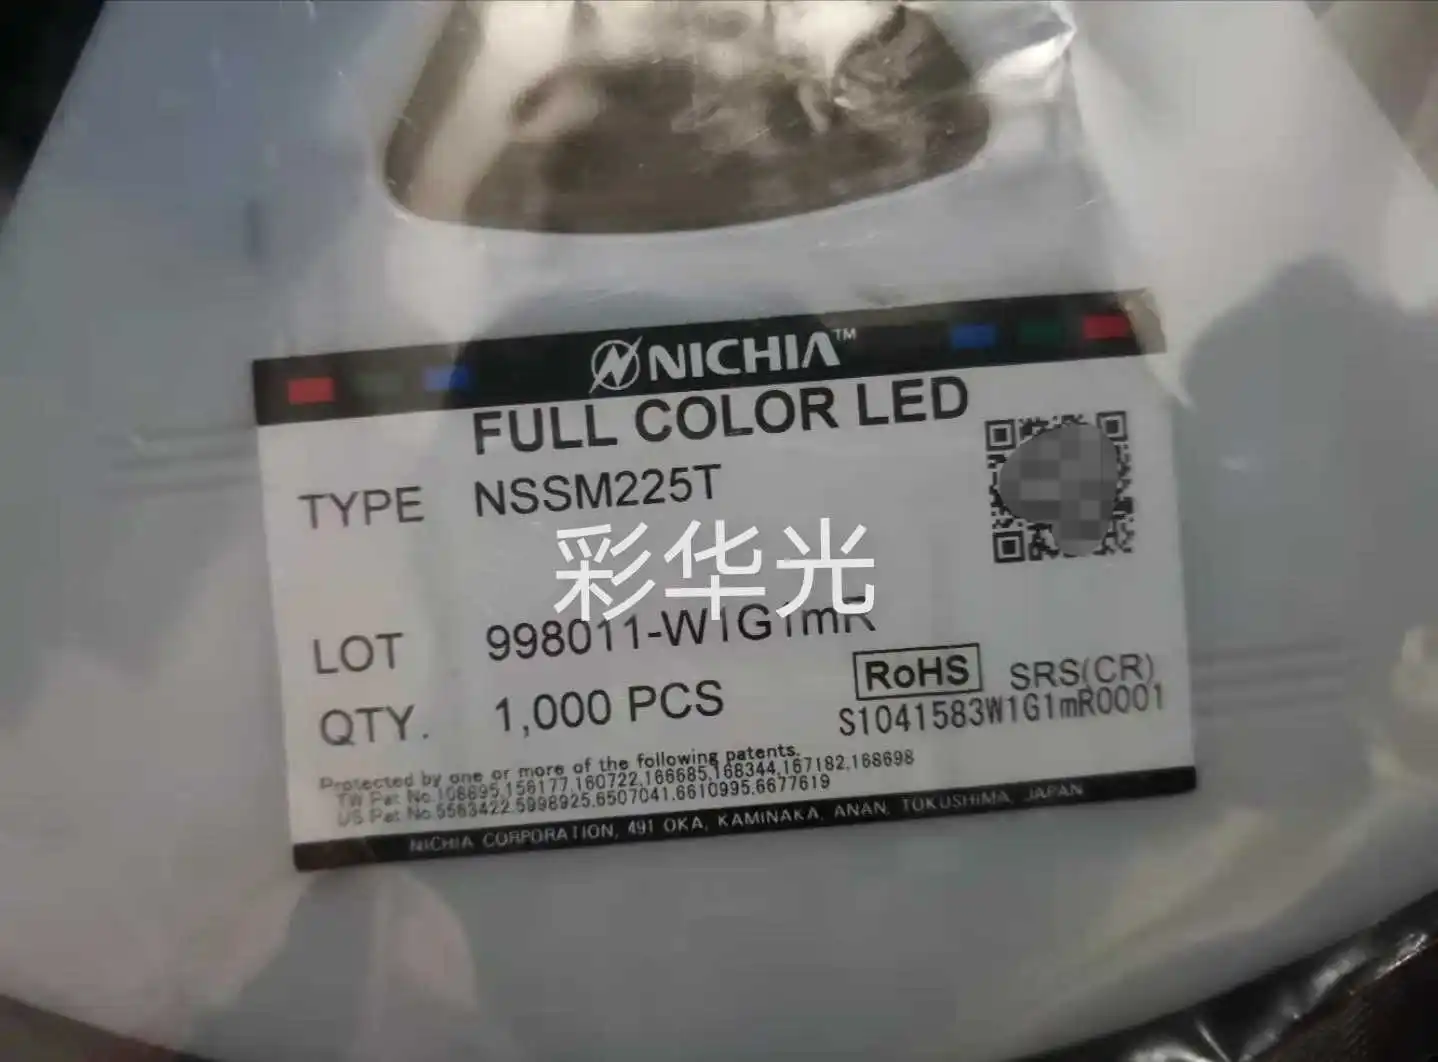 NICHIA™
FULL COLOR LED
TYPE NSSM225T
彩华光
LOT 998011-W1G1mR
RoHS SRS(CR)
QTY. 1,000 PCS S1041583W1G1mR0001
Protected by one or more of the following patents.
TW Pat No.108695,156177,160722,166685,168344,167182,168698
US Pat No.5563422,5998925,6507041,6610995,6677619
NICHIA CORPORATION, 491 OKA, KAMINAKA, ANAN, TOKUSHIMA, JAPAN